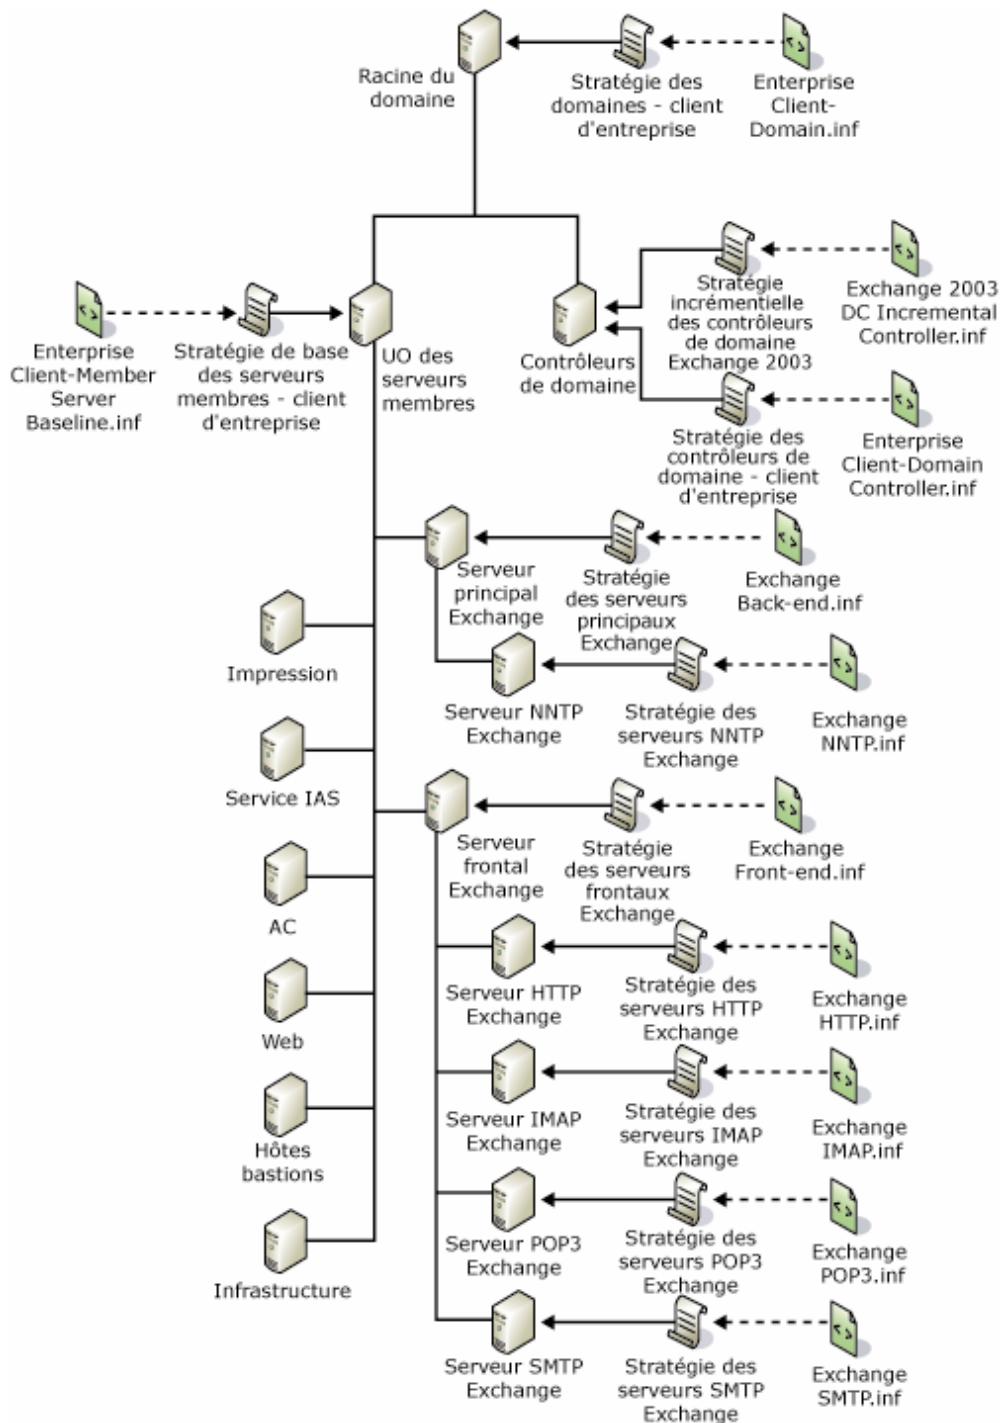 Racine du
domaine
Stratégie des
domaines - client
d'entreprise
Enterprise
Client-
Domain.inf
Enterprise
Client-Member
Server
Baseline.inf
Stratégie de base
des serveurs
membres - client
d'entreprise
UO des
serveurs
membres
Contrôleurs
de domaine
Stratégie
incrémentielle
des contrôleurs
de domaine
Exchange 2003
Exchange 2003
DC Incremental
Controller.inf
Stratégie des
contrôleurs de
domaine - client
d'entreprise
Enterprise
Client-Domain
Controller.inf
Serveur
principal
Exchange
Stratégie
des serveurs
principaux
Exchange
Exchange
Back-end.inf
Impression
Serveur NNTP
Exchange
Stratégie des
serveurs NNTP
Exchange
Exchange
NNTP.inf
Service IAS
Serveur
frontal
Exchange
Stratégie
des serveurs
frontaux
Exchange
Exchange
Front-end.inf
AC
Serveur HTTP
Exchange
Stratégie des
serveurs HTTP
Exchange
Exchange
HTTP.inf
Web
Serveur IMAP
Exchange
Stratégie des
serveurs IMAP
Exchange
Exchange
IMAP.inf
Hôtes
bastions
Serveur POP3
Exchange
Stratégie des
serveurs POP3
Exchange
Exchange
POP3.inf
Infrastructure
Serveur SMTP
Exchange
Stratégie des
serveurs SMTP
Exchange
Exchange
SMTP.inf